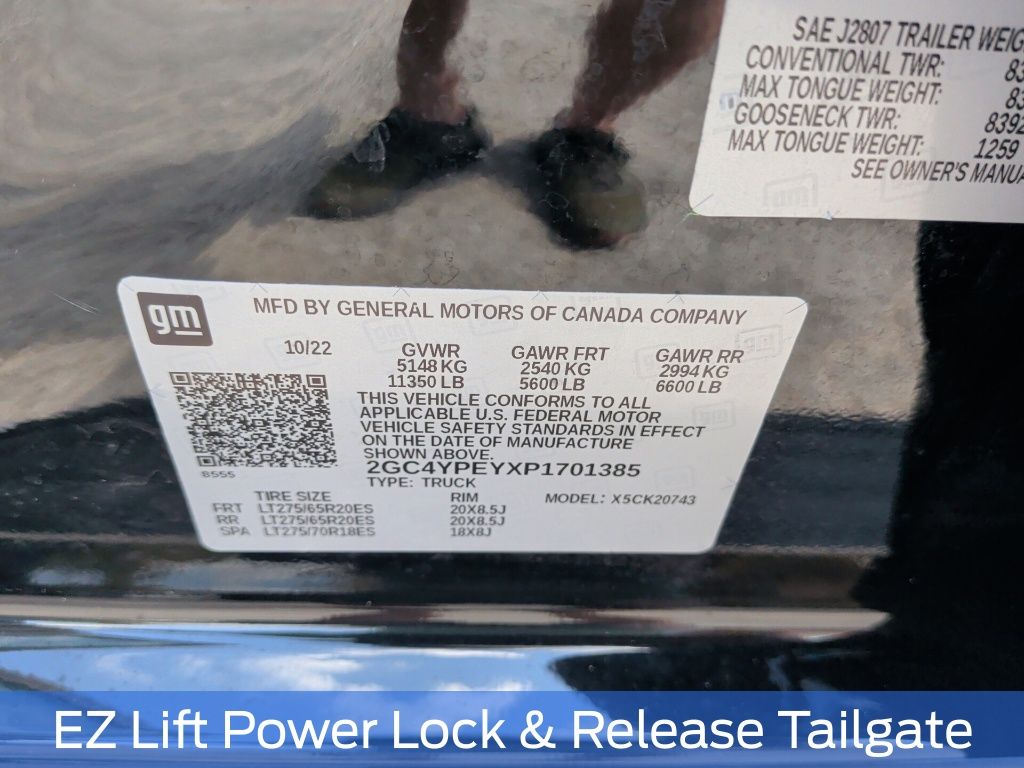 SAE J2807 TRAILER
CONVENTIONAL TWR:
MAX TONGUE WEIGHT:
GOOSENECK TWR: 8392
MAX TONGUE WEIGHT: 1259
SEE OWNER'S
gm
MFD BY GENERAL MOTORS OF CANADA COMPANY
10/22 GVWR GAWR FRT GAWR RR
5148 KG 2540 KG 2994 KG
11350 LB 5600 LB 6600 LB
THIS VEHICLE CONFORMS TO ALL
APPLICABLE U.S. FEDERAL MOTOR
VEHICLE SAFETY STANDARDS IN EFFECT
ON THE DATE OF MANUFACTURE
SHOWN ABOVE.
2GC4YPEYXP1701385
8555
TYPE: TRUCK
TIRE SIZE RIM MODEL: X5CK20743
FRT LT275/65R20ES 20X8.5J
RR LT275/65R20ES 20X8.5J
SPA LT275/70R18ES 18X8J
EZ Lift Power Lock & Release Tailgate